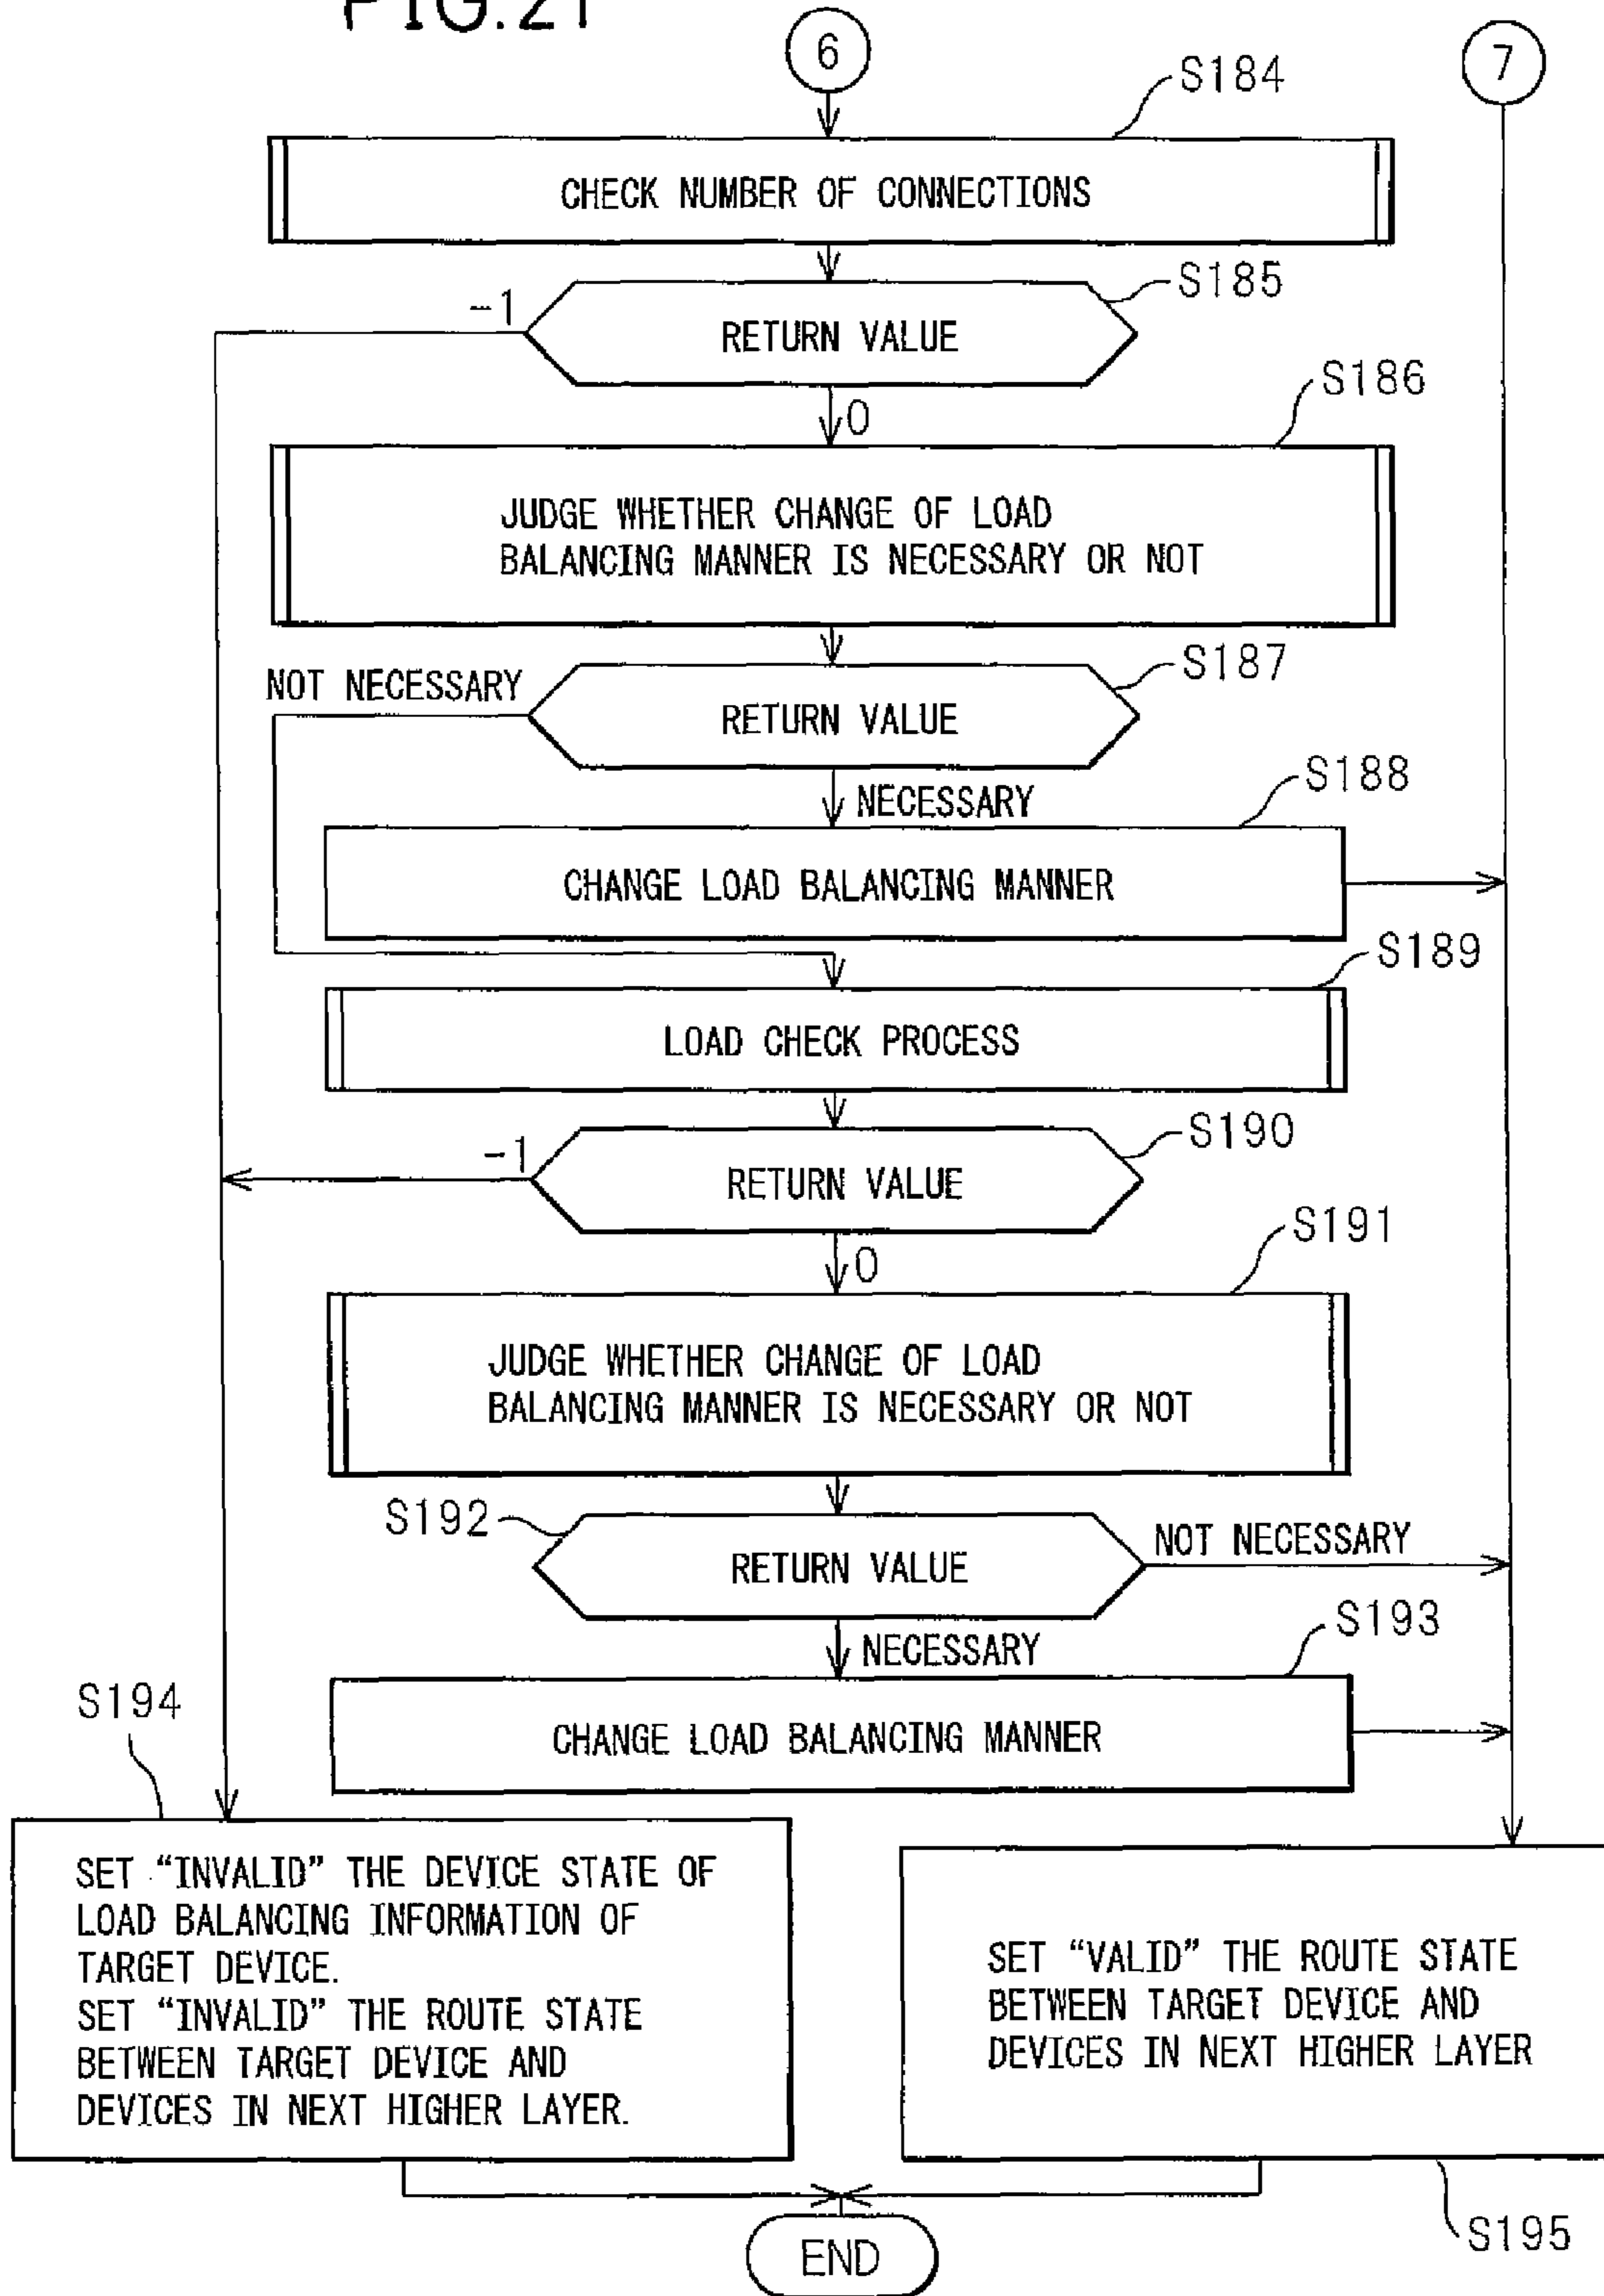 FIG.21
6
7
S184
CHECK NUMBER OF CONNECTIONS
S185
-1
RETURN VALUE
0
S186
JUDGE WHETHER CHANGE OF LOAD
BALANCING MANNER IS NECESSARY OR NOT
S187
NOT NECESSARY
RETURN VALUE
NECESSARY
S188
CHANGE LOAD BALANCING MANNER
S189
LOAD CHECK PROCESS
S190
-1
RETURN VALUE
0
S191
JUDGE WHETHER CHANGE OF LOAD
BALANCING MANNER IS NECESSARY OR NOT
S192
RETURN VALUE
NOT NECESSARY
NECESSARY
S193
CHANGE LOAD BALANCING MANNER
S194
SET “INVALID” THE DEVICE STATE OF
LOAD BALANCING INFORMATION OF
TARGET DEVICE.
SET “INVALID” THE ROUTE STATE
BETWEEN TARGET DEVICE AND
DEVICES IN NEXT HIGHER LAYER.
SET “VALID” THE ROUTE STATE
BETWEEN TARGET DEVICE AND
DEVICES IN NEXT HIGHER LAYER
S195
END